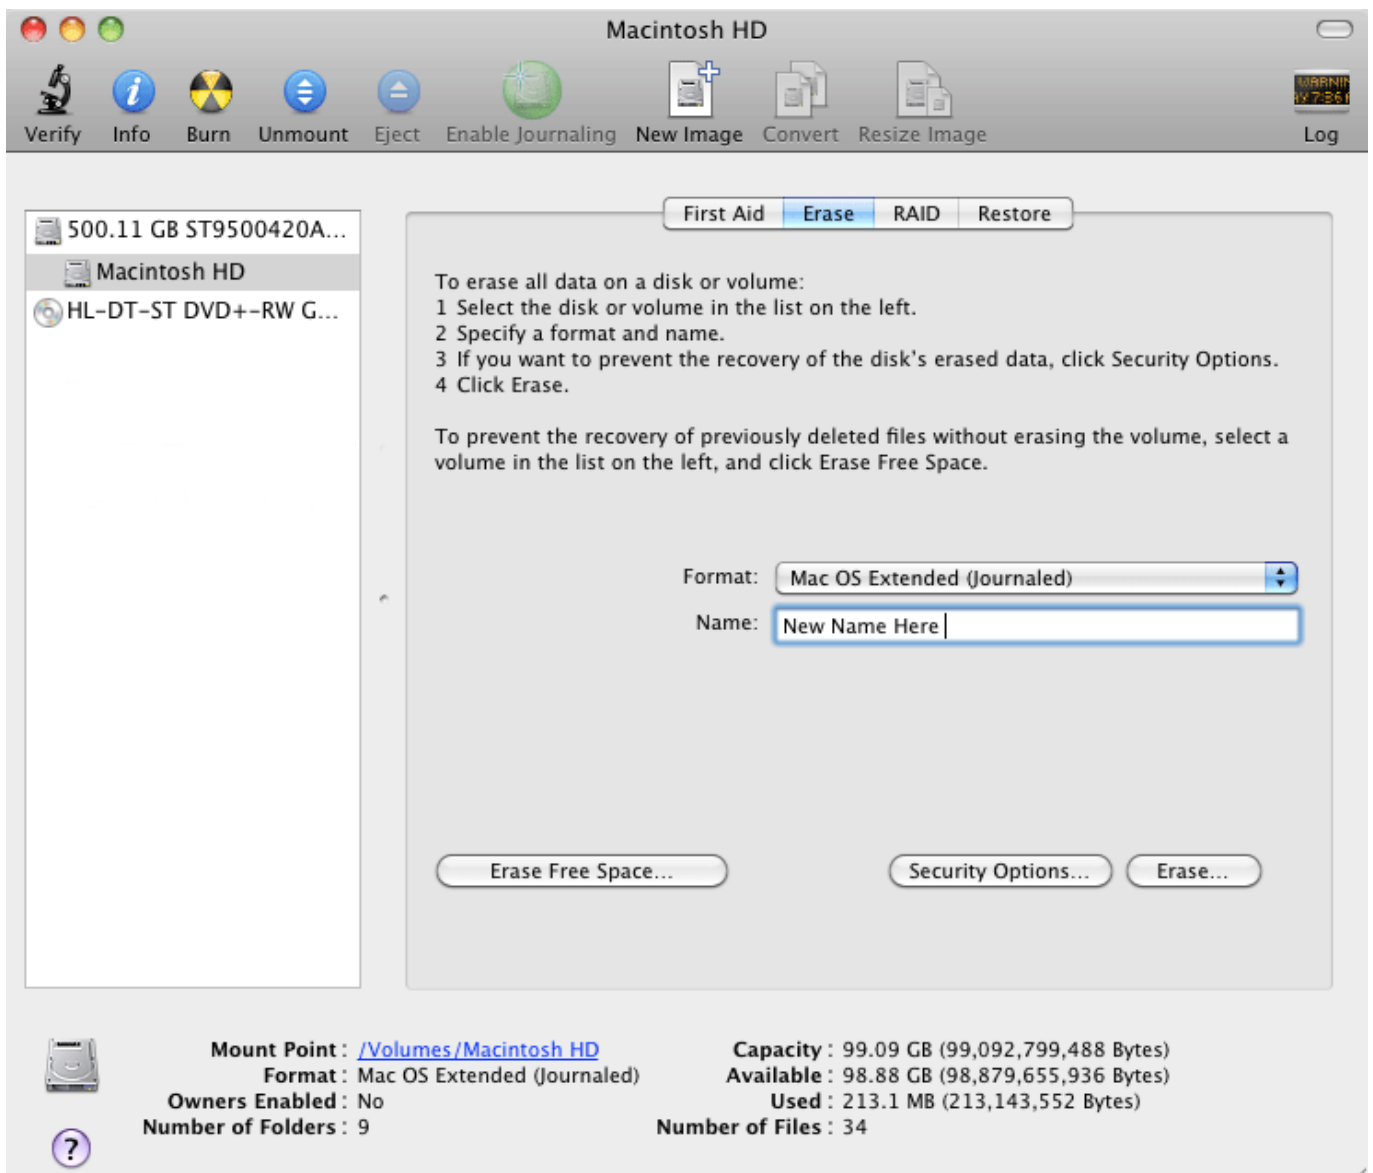 Macintosh HD
Verify Info Burn Unmount Eject Enable Journaling New Image Convert Resize Image Log
WARNIN
7:36
First Aid Erase RAID Restore
500.11 GB ST9500420A...
Macintosh HD
HL-DT-ST DVD+-RW G...
To erase all data on a disk or volume:
1 Select the disk or volume in the list on the left.
2 Specify a format and name.
3 If you want to prevent the recovery of the disk's erased data, click Security Options.
4 Click Erase.
To prevent the recovery of previously deleted files without erasing the volume, select a
volume in the list on the left, and click Erase Free Space.
Format: Mac OS Extended (Journaled)
Name: New Name Here
Erase Free Space... Security Options... Erase...
Mount Point : /Volumes/Macintosh HD
Format : Mac OS Extended (Journaled)
Owners Enabled : No
Number of Folders : 9
Capacity : 99.09 GB (99,092,799,488 Bytes)
Available : 98.88 GB (98,879,655,936 Bytes)
Used : 213.1 MB (213,143,552 Bytes)
Number of Files : 34
?